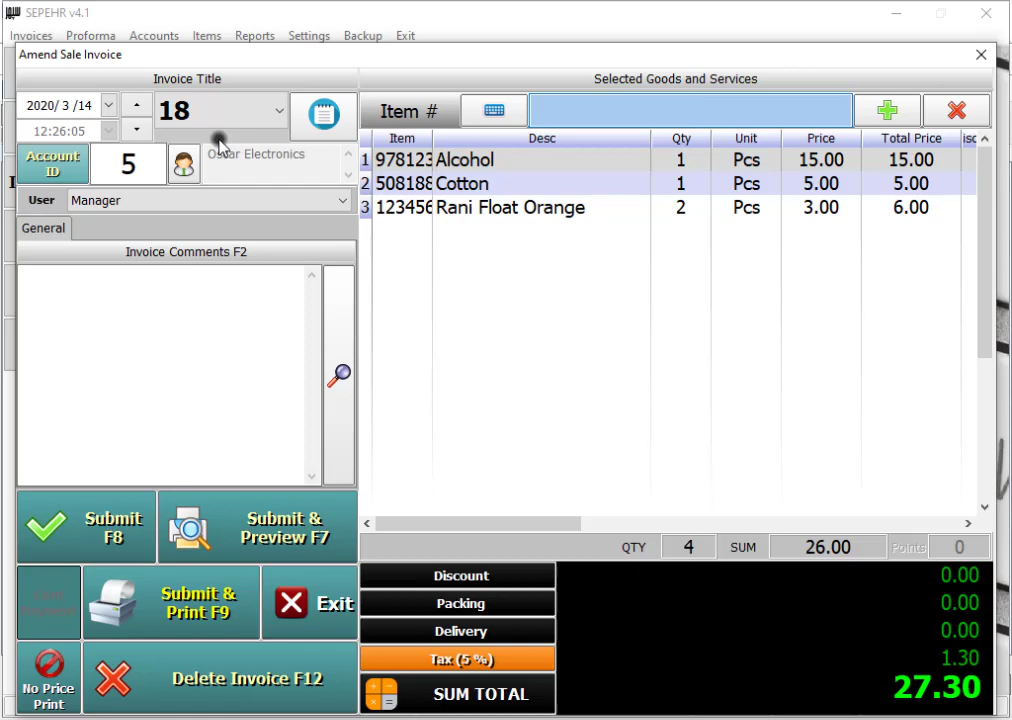 SEPEHR v4.1
Invoices Proforma Accounts Items Reports Settings Backup Exit
Amend Sale Invoice
Invoice Title
2020/ 3 /14
12:26:05
18
Account
ID
5
Oscar Electronics
User Manager
General
Invoice Comments F2
Submit
F8
Submit &
Preview F7
Submit &
Print F9
Exit
No Price
Print
Delete Invoice F12
Selected Goods and Services
Item #
Item Desc Qty Unit Price Total Price isc
1 978123 Alcohol 1 Pcs 15.00 15.00
2 508188 Cotton 1 Pcs 5.00 5.00
3 123456 Rani Float Orange 2 Pcs 3.00 6.00
QTY 4 SUM 26.00 Points 0
Discount 0.00
Packing 0.00
Delivery 0.00
Tax (5 %) 1.30
SUM TOTAL 27.30